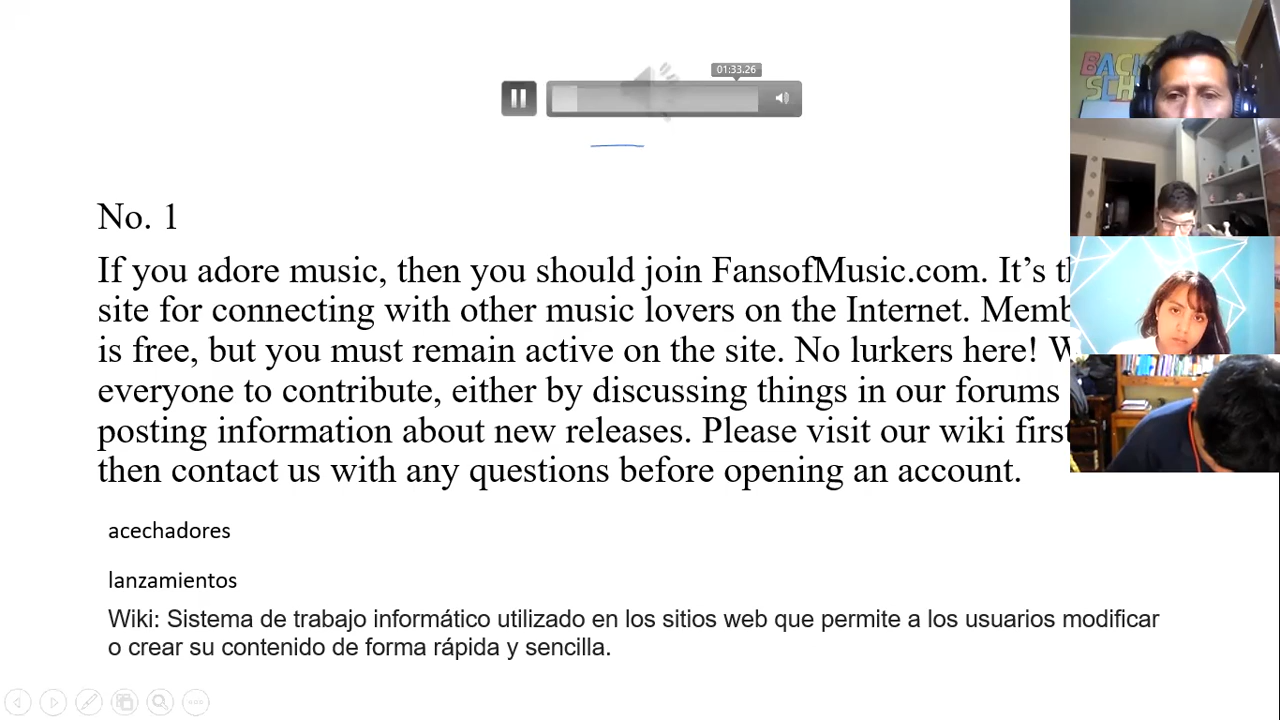 01:33.26
BACK
SCH
No. 1
If you adore music, then you should join FansofMusic.com. It’s
site for connecting with other music lovers on the Internet.
is free, but you must remain active on the site. No lurkers here!
everyone to contribute, either by discussing things in our forums
posting information about new releases. Please visit our wiki first
then contact us with any questions before opening an account.
acechadores
lanzamientos
Wiki: Sistema de trabajo informático utilizado en los sitios web que permite a los usuarios modificar
o crear su contenido de forma rápida y sencilla.